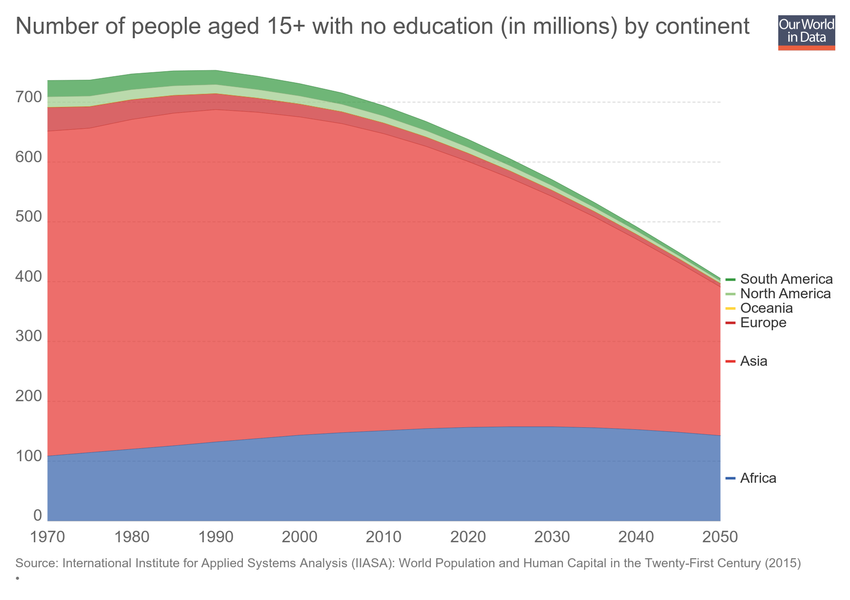 Number of people aged 15+ with no education (in millions) by continent
Our World
in Data
700
600
500
400
300
200
100
0
South America
North America
Oceania
Europe
Asia
Africa
1970 1980 1990 2000 2010 2020 2030 2040 2050
Source: International Institute for Applied Systems Analysis (IIASA): World Population and Human Capital in the Twenty-First Century (2015)
•